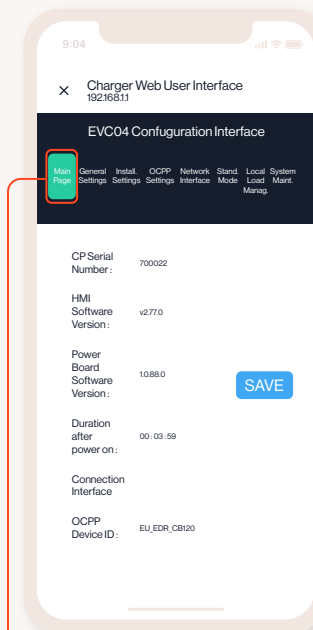 9:04
Charger Web User Interface
192.168.1.1
EVC04 Confuguration Interface
Main Page
General Settings
Install. Settings
OCPP Settings
Network Interface
Stand. Mode
Local Load Manag.
System Maint.
CP Serial
Number :
700022
HMI
Software
Version :
v2.77.0
Power
Board
Software
Version :
1.0.88.0
SAVE
Duration
after
power on :
00 : 03 : 59
Connection
Interface
OCPP
Device ID :
EU_EDR_CB120